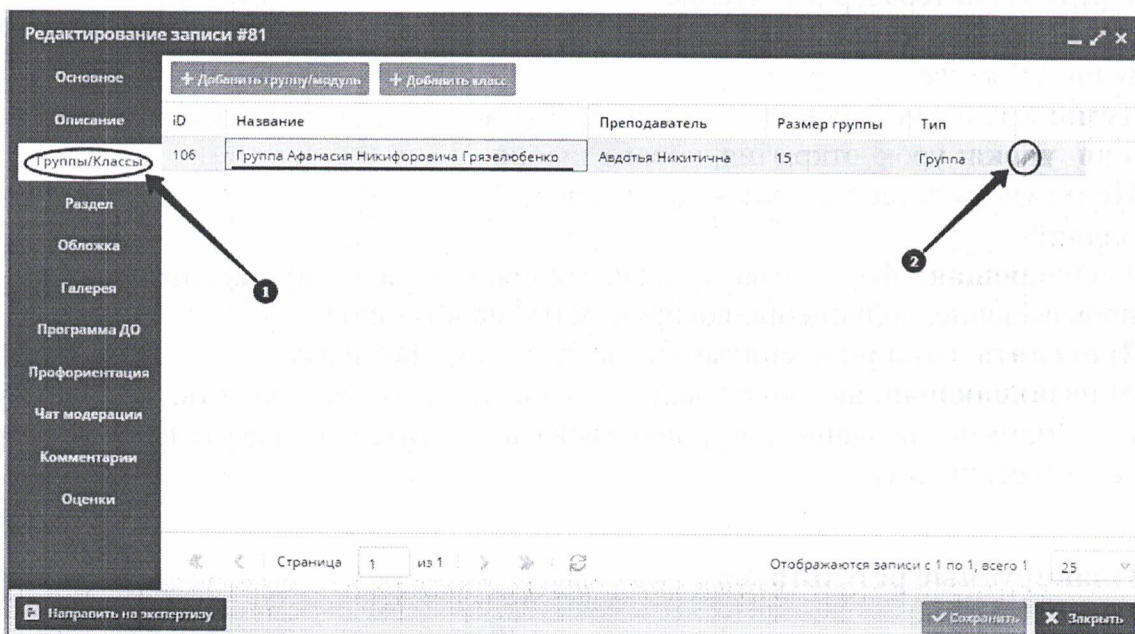 Редактирование записи #81
Основное
+ Добавить группу/модуль + Добавить класс
Описание
iD Название Преподаватель Размер группы Тип
Группы/Классы
106 Группа Афанасия Никифоровича Грязелюбенко Авдотья Никитична 15 Группа
Раздел
Обложка
2
Галерея
1
Программа ДО
Профориентация
Чат модерации
Комментарии
Оценки
Страница 1 из 1
Отображаются записи с 1 по 1, всего 1 25
Направить на экспертизу
Сохранить Закрыть